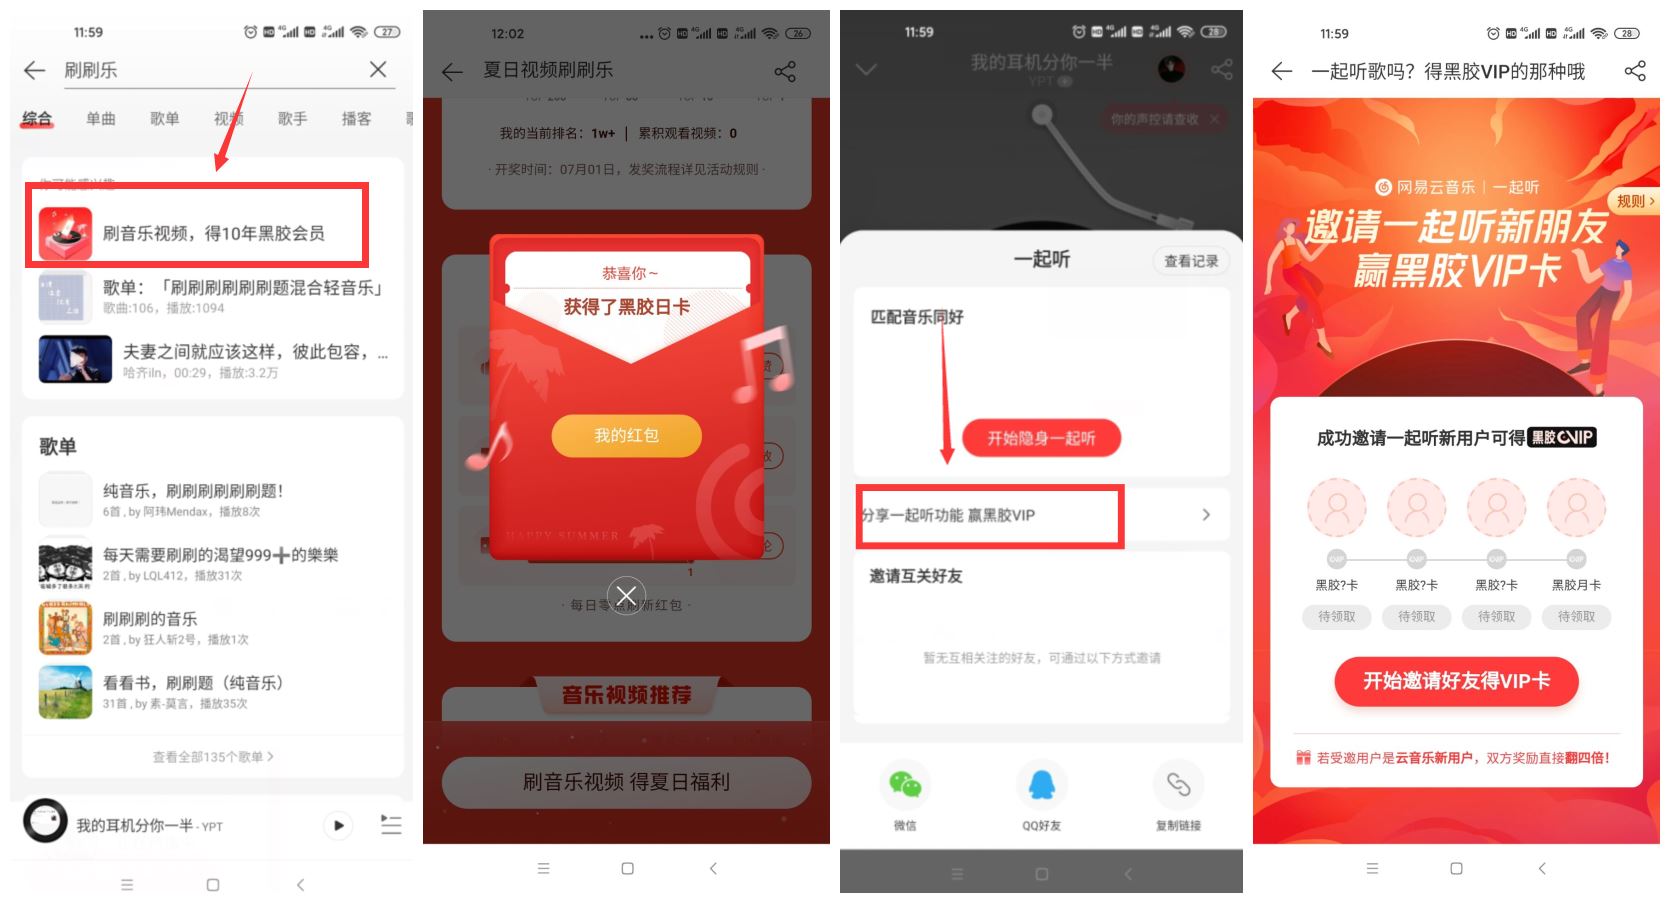 11:59
27
刷刷乐
综合 单曲 歌单 视频 歌手 播客
刷音乐视频，得10年黑胶会员
歌单：「刷刷刷刷刷刷题混合轻音乐」
歌曲:106，播放:1094
夫妻之间就应该这样，彼此包容，...
哈齐iln，00:29，播放:3.2万
歌单
纯音乐，刷刷刷刷刷刷题！
6首，by 阿玮Mendax，播放8次
每天需要刷刷的渴望999➕的樂樂
2首，by LQL412，播放31次
刷刷刷的音乐
2首，by 狂人斩2号，播放1次
看看书，刷刷题（纯音乐）
31首，by 素-莫言，播放35次
查看全部135个歌单
我的耳机分你一半 - YPT
12:02
26
夏日视频刷刷乐
我的当前排名：1w+ | 累积观看视频：0
· 开奖时间：07月01日，发奖流程详见活动规则 ·
恭喜你~
获得了黑胶日卡
我的红包
HAPPY SUMMER
1
· 每日零点刷新红包 ·
音乐视频推荐
刷音乐视频 得夏日福利
11:59
28
我的耳机分你一半
YPT
你的声控请查收
一起听
查看记录
匹配音乐同好
开始隐身一起听
分享一起听功能 赢黑胶VIP
邀请互关好友
暂无互相关注的好友，可通过以下方式邀请
微信 QQ好友 复制链接
11:59
28
一起听歌吗？得黑胶VIP的那种哦
网易云音乐 | 一起听
规则
邀请一起听新朋友
赢黑胶VIP卡
成功邀请一起听新用户可得黑胶VIP
黑胶?卡 黑胶?卡 黑胶?卡 黑胶月卡
待领取 待领取 待领取 待领取
开始邀请好友得VIP卡
若受邀用户是云音乐新用户，双方奖励直接翻四倍！